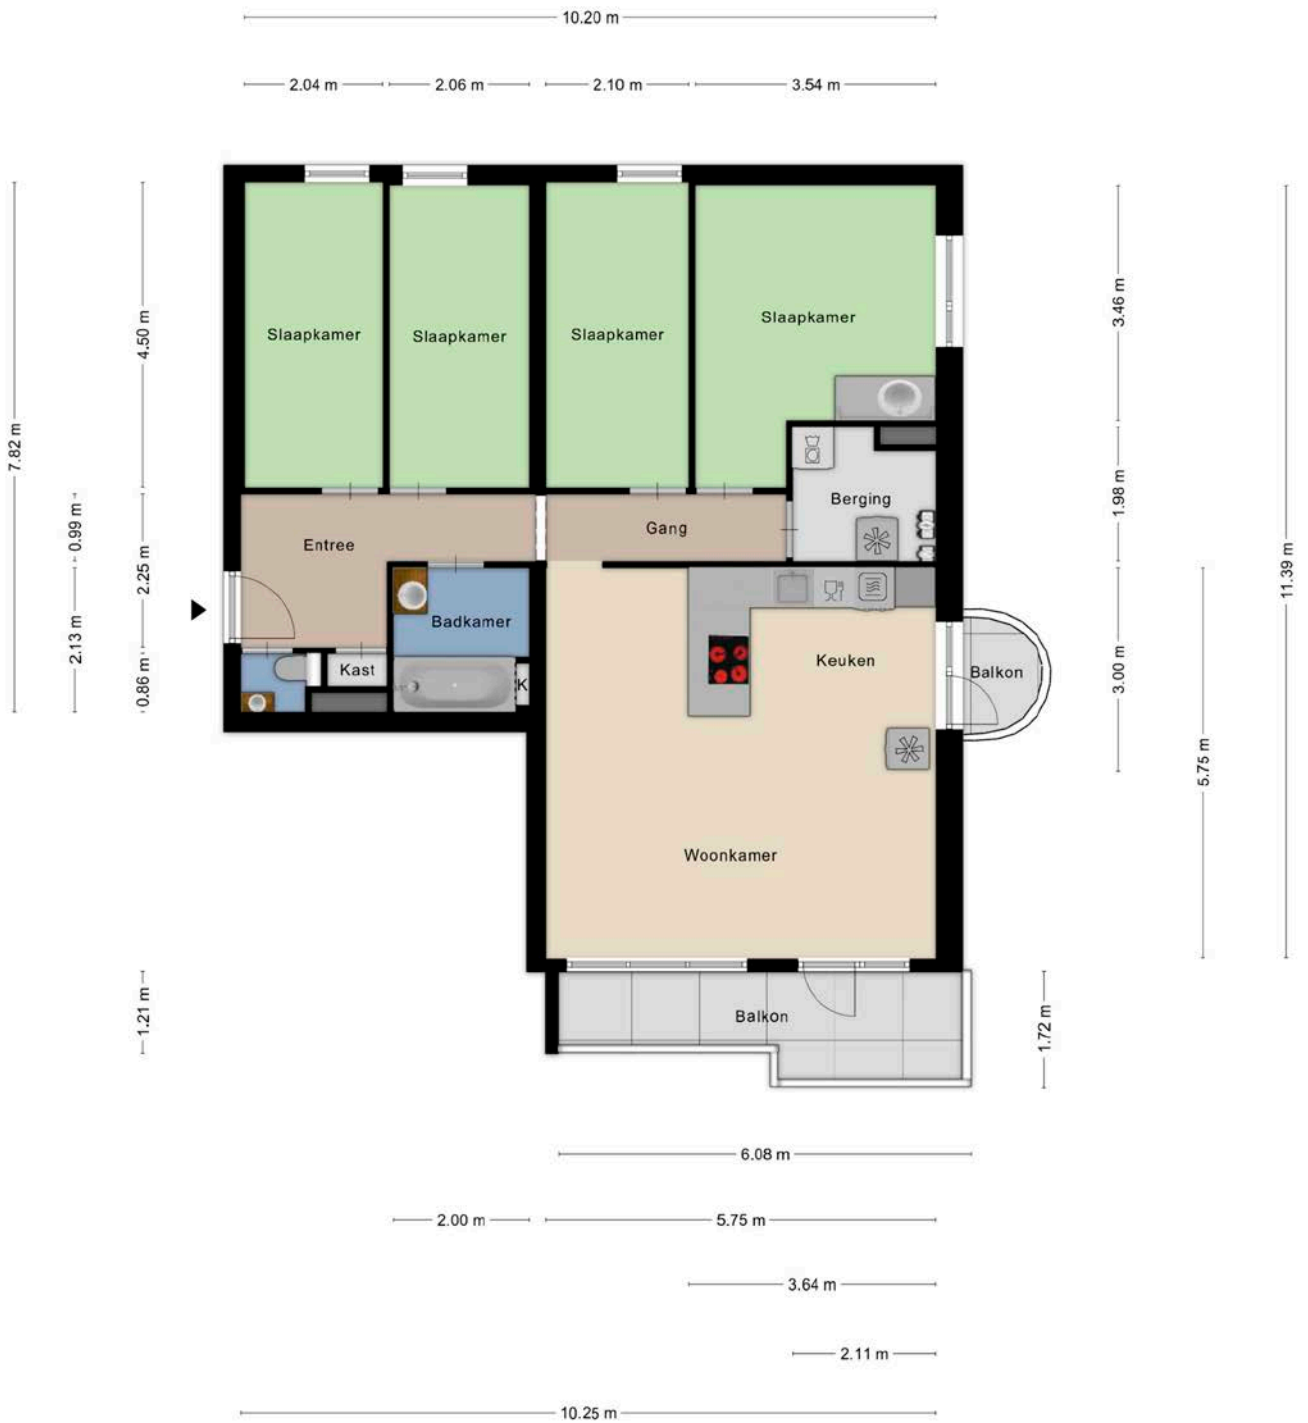 10.20 m
2.04 m
2.06 m
2.10 m
3.54 m
7.82 m
4.50 m
0.99 m
2.25 m
2.13 m
0.86 m
1.21 m
Slaapkamer
Slaapkamer
Slaapkamer
Slaapkamer
Berging
Entree
Gang
Badkamer
Kast
K
Keuken
Balkon
Woonkamer
Balkon
3.46 m
1.98 m
3.00 m
11.39 m
5.75 m
1.72 m
6.08 m
2.00 m
5.75 m
3.64 m
2.11 m
10.25 m